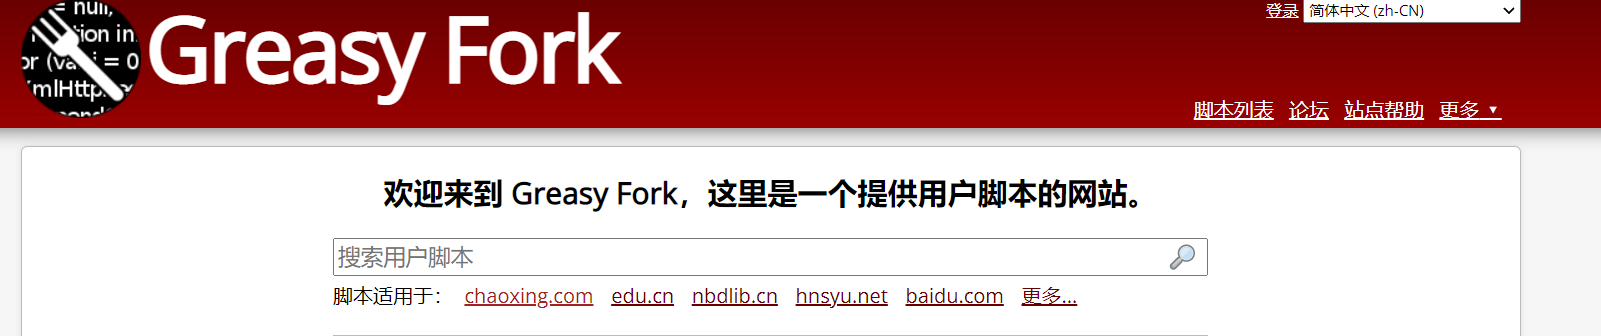 = null,
tion in
or (va i = 0
XmlHttp
Greasy Fork
登录 简体中文 (zh-CN)
脚本列表 论坛 站点帮助 更多 ▼
欢迎来到 Greasy Fork，这里是一个提供用户脚本的网站。
搜索用户脚本
脚本适用于： chaoxing.com edu.cn nbdlib.cn hnsyu.net baidu.com 更多...